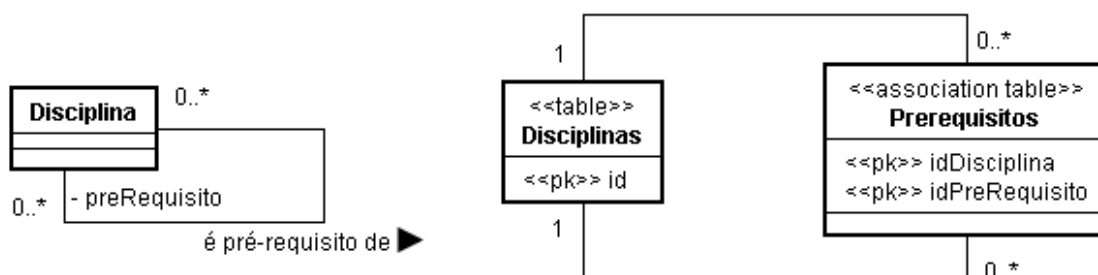 Disciplina
0..*
0..*
- preRequisito
é pré-requisito de
1
0..*
<<table>>
Disciplinas
<<pk>> id
1
<<association table>>
Prerequisitos
<<pk>> idDisciplina
<<pk>> idPreRequisito
0..*